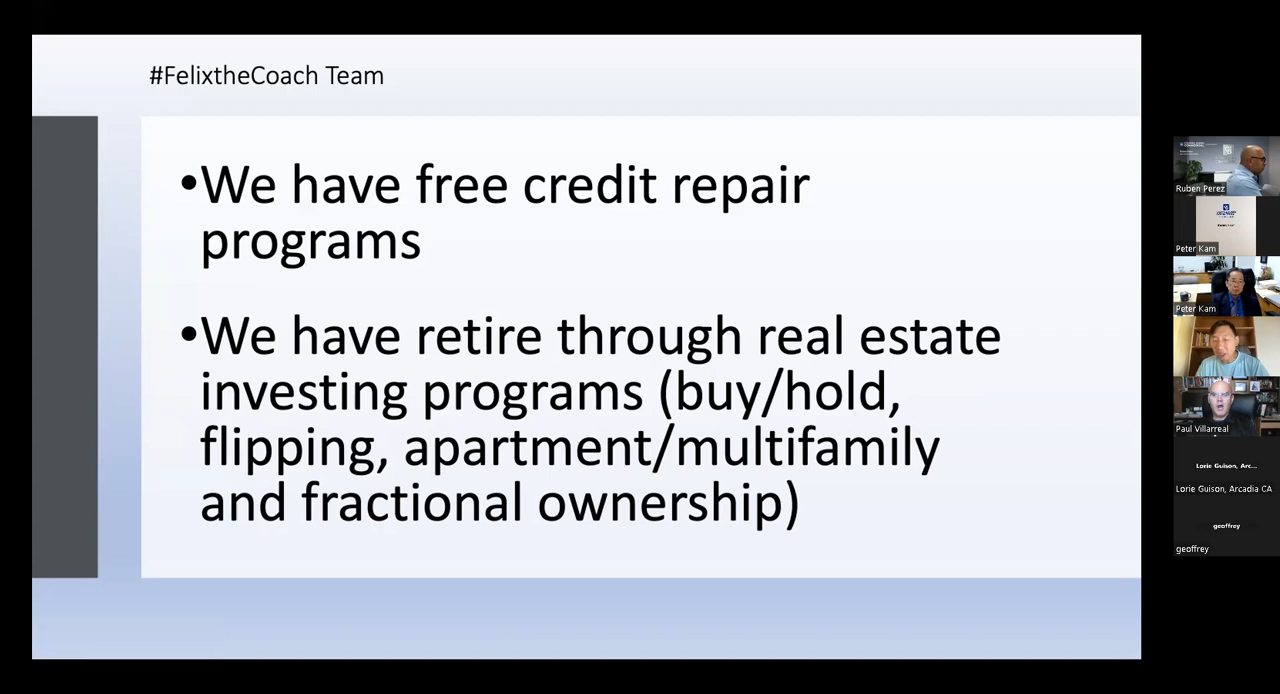 #FelixtheCoach Team
•We have free credit repair
programs
•We have retire through real estate
investing programs (buy/hold,
flipping, apartment/multifamily
and fractional ownership)
Ruben Perez
Peter Kam
Peter Kam
Paul Villarreal
Lorie Guison, Arc...
Lorie Guison, Arcadia CA
geoffrey
geoffrey